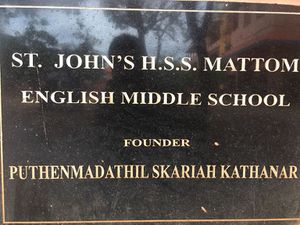 ST. JOHN'S H.S.S. MATTOM
ENGLISH MIDDLE SCHOOL
FOUNDER
PUTHENMADATHIL SKARIAH KATHANAR